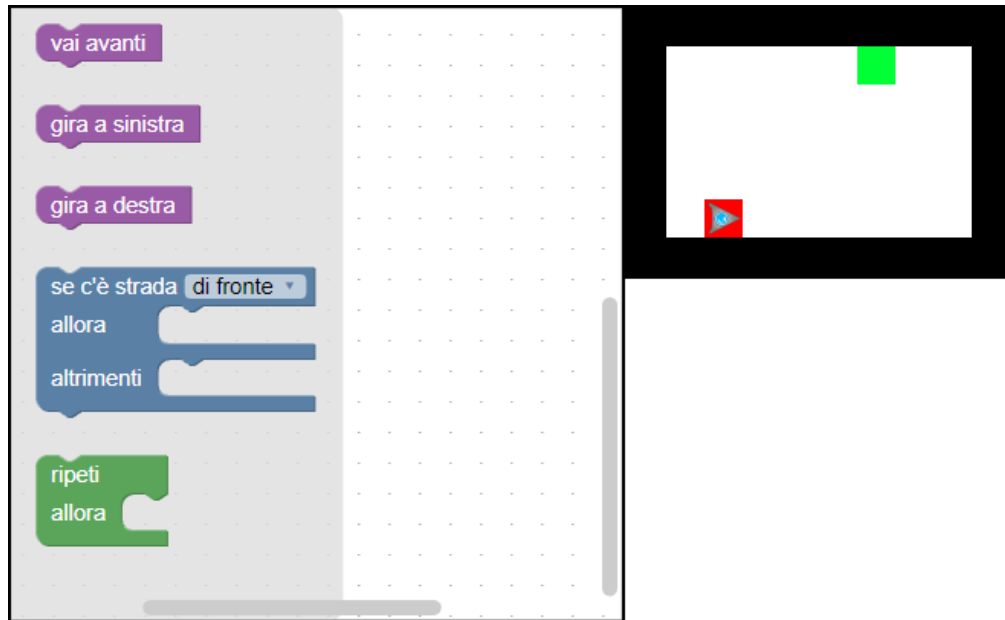 vai avanti
gira a sinistra
gira a destra
se c'è strada di fronte
allora
altrimenti
ripeti
allora